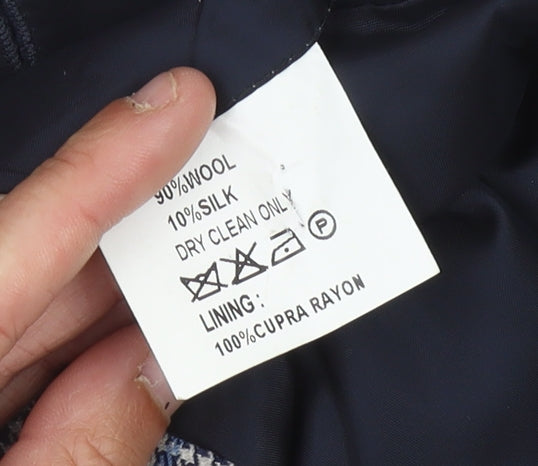 90%WOOL
10%SILK
DRY CLEAN ONLY
P
LINING:
100%CUPRA RAYON